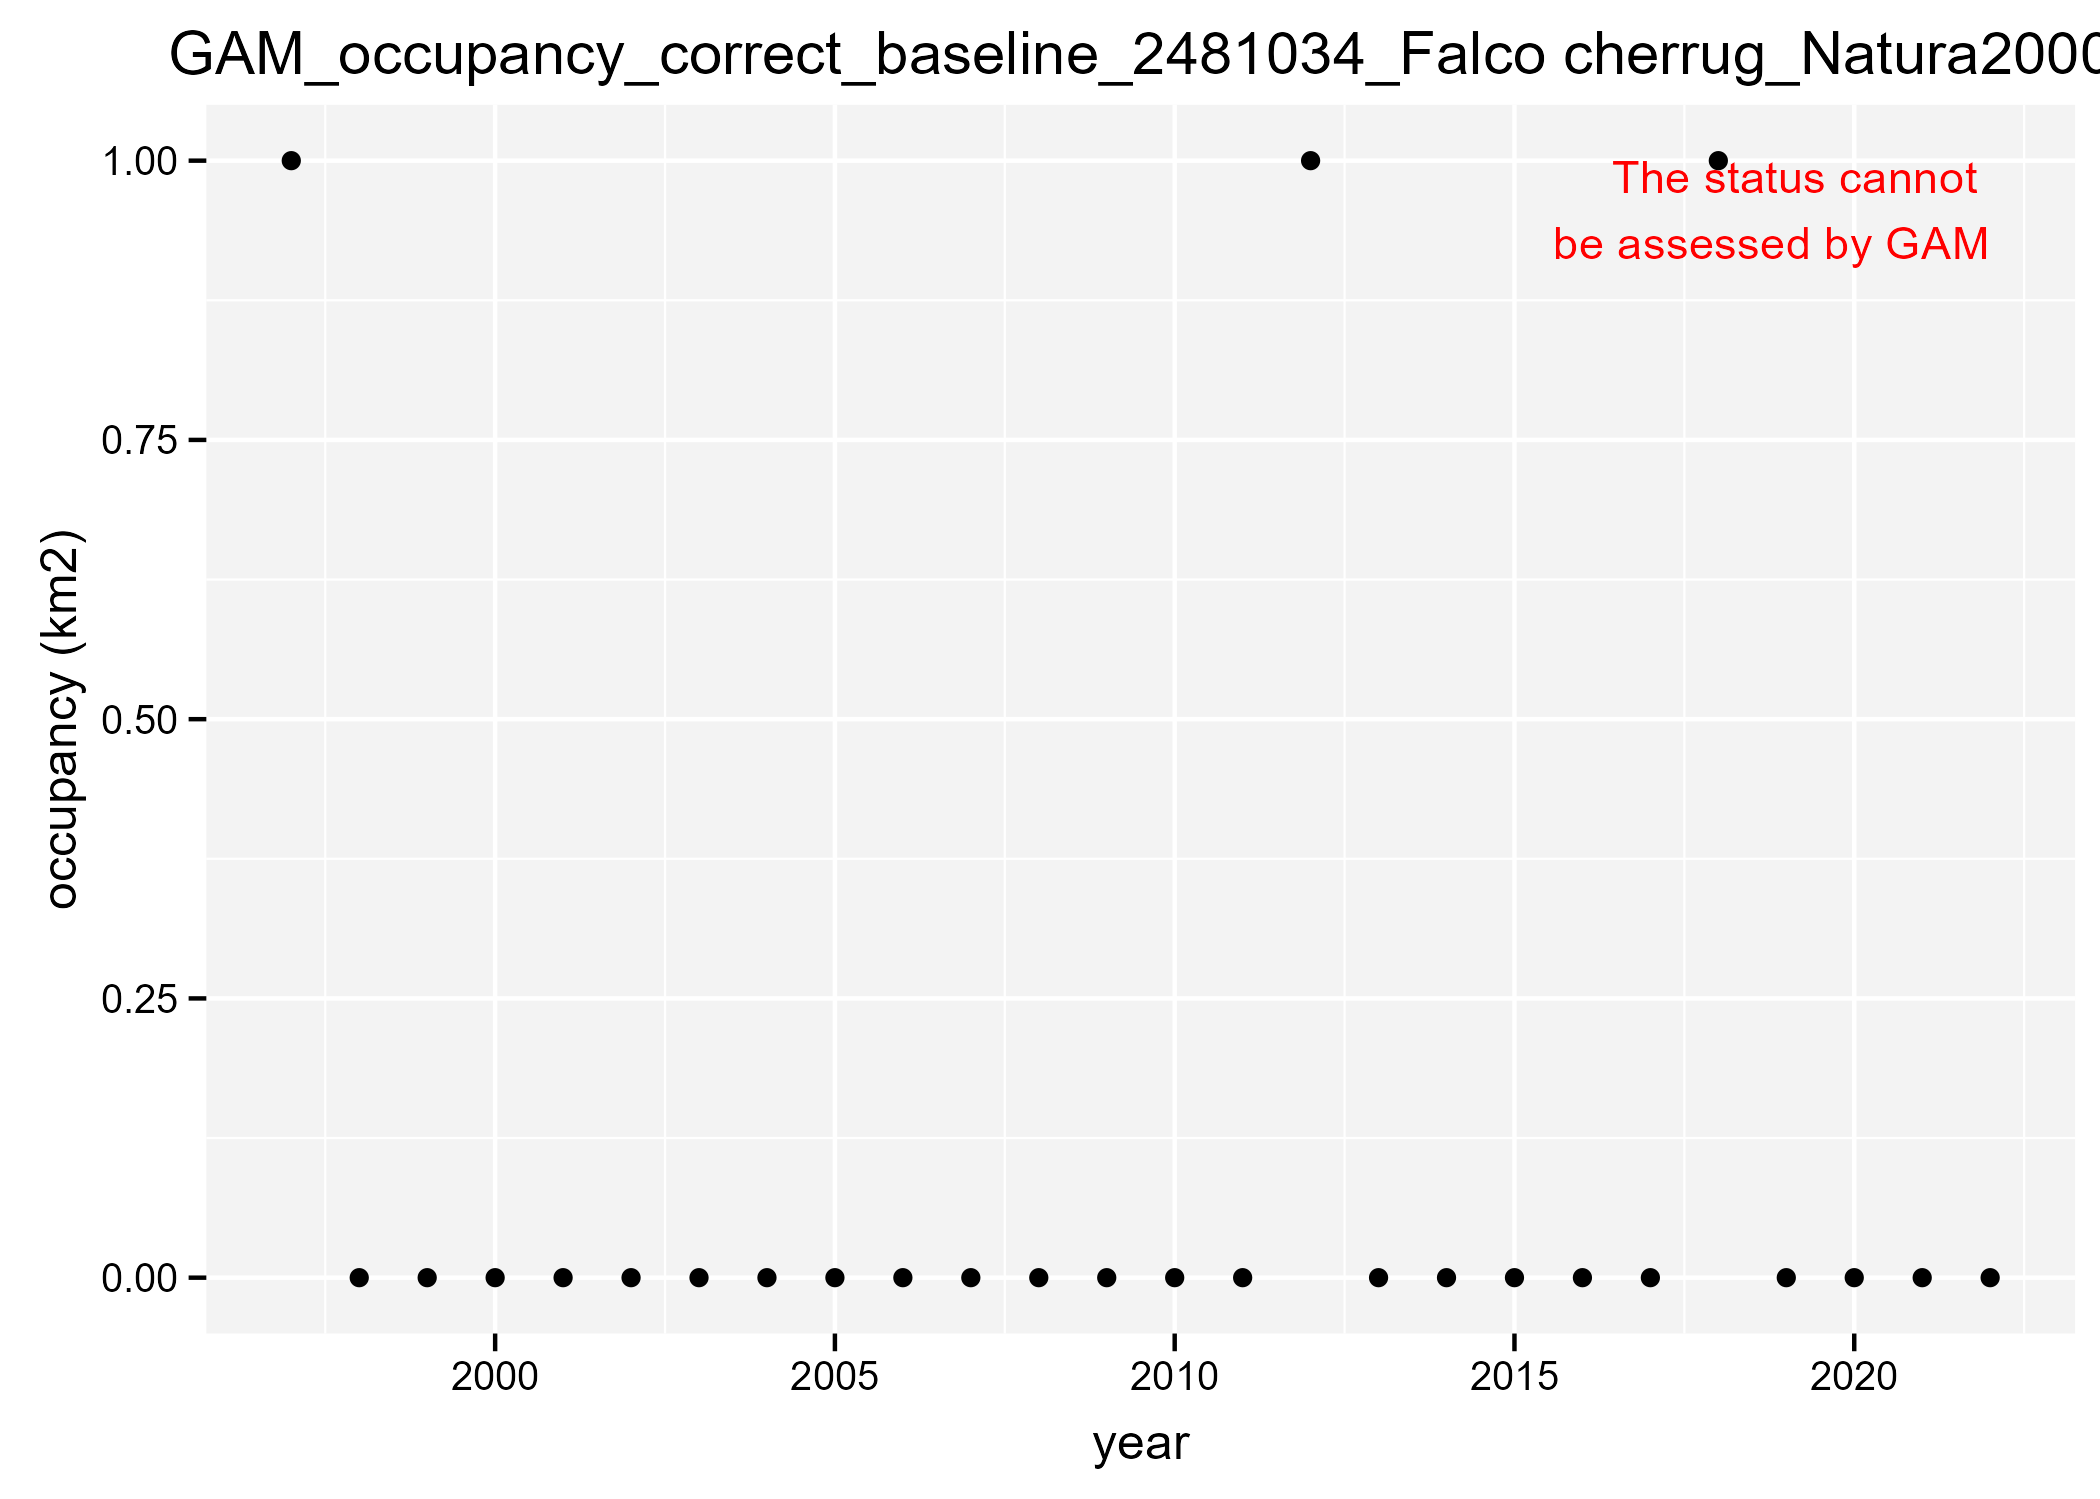 GAM_occupancy_correct_baseline_2481034_Falco cherrug_Natura2000
1.00
The status cannot
be assessed by GAM
0.75
occupancy (km2)
0.50
0.25
0.00
2000 2005 2010 2015 2020
year